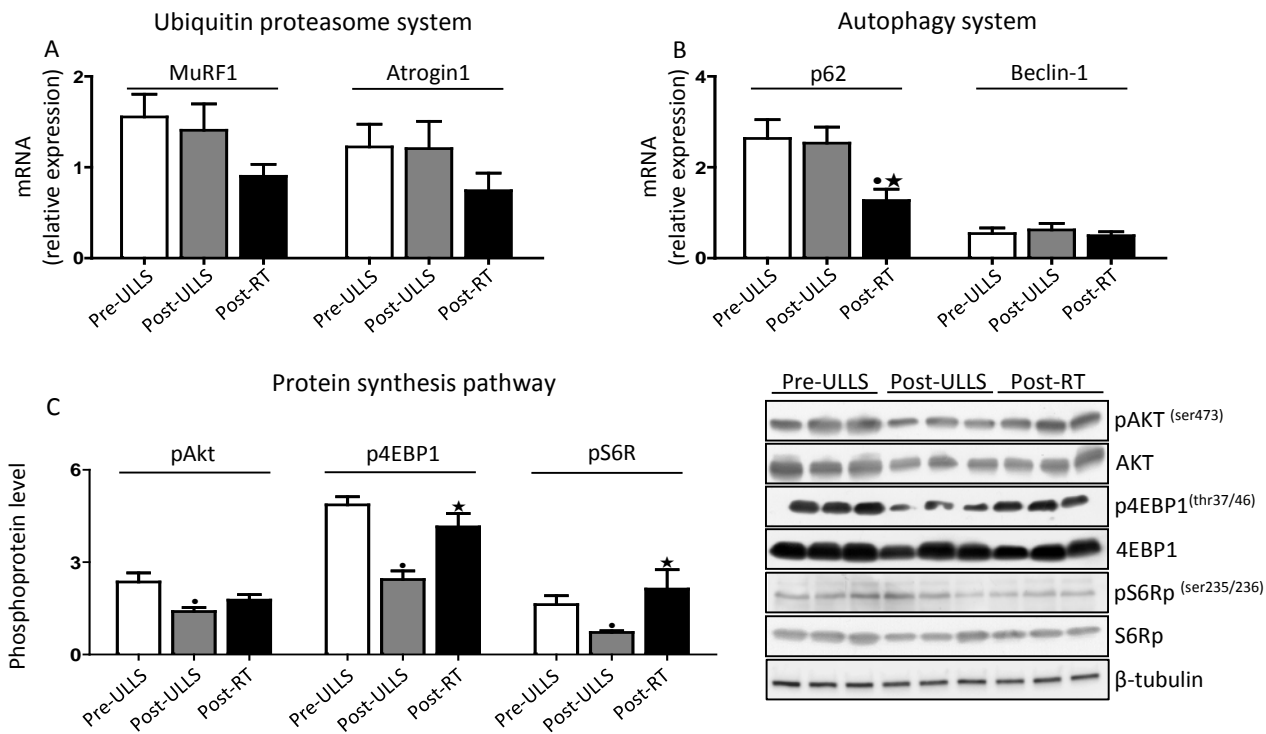 Ubiquitin proteasome system
Autophagy system
A
MuRF1
Atrogin1
mRNA
(relative expression)
2
1
0
Pre-ULLS
Post-ULLS
Post-RT
Pre-ULLS
Post-ULLS
Post-RT
B
p62
Beclin-1
mRNA
(relative expression)
4
2
0
•★
Pre-ULLS
Post-ULLS
Post-RT
Pre-ULLS
Post-ULLS
Post-RT
Protein synthesis pathway
C
pAkt
p4EBP1
pS6R
Phosphoprotein level
6
3
0
•
•
★
•
★
Pre-ULLS
Post-ULLS
Post-RT
Pre-ULLS
Post-ULLS
Post-RT
Pre-ULLS
Post-ULLS
Post-RT
Pre-ULLS Post-ULLS Post-RT
pAKT (ser473)
AKT
p4EBP1(thr37/46)
4EBP1
pS6Rp (ser235/236)
S6Rp
β-tubulin